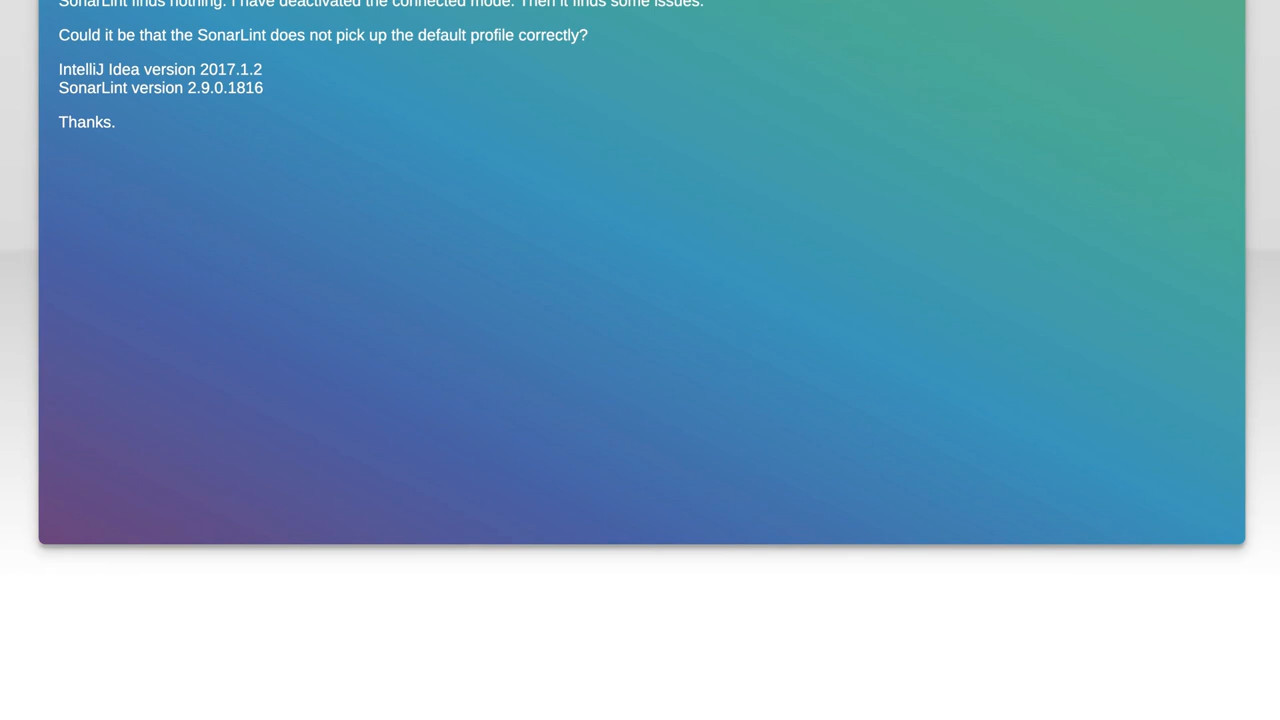 SonarLint finds nothing. I have deactivated the connected mode. Then it finds some issues.
Could it be that the SonarLint does not pick up the default profile correctly?
IntelliJ Idea version 2017.1.2
SonarLint version 2.9.0.1816
Thanks.